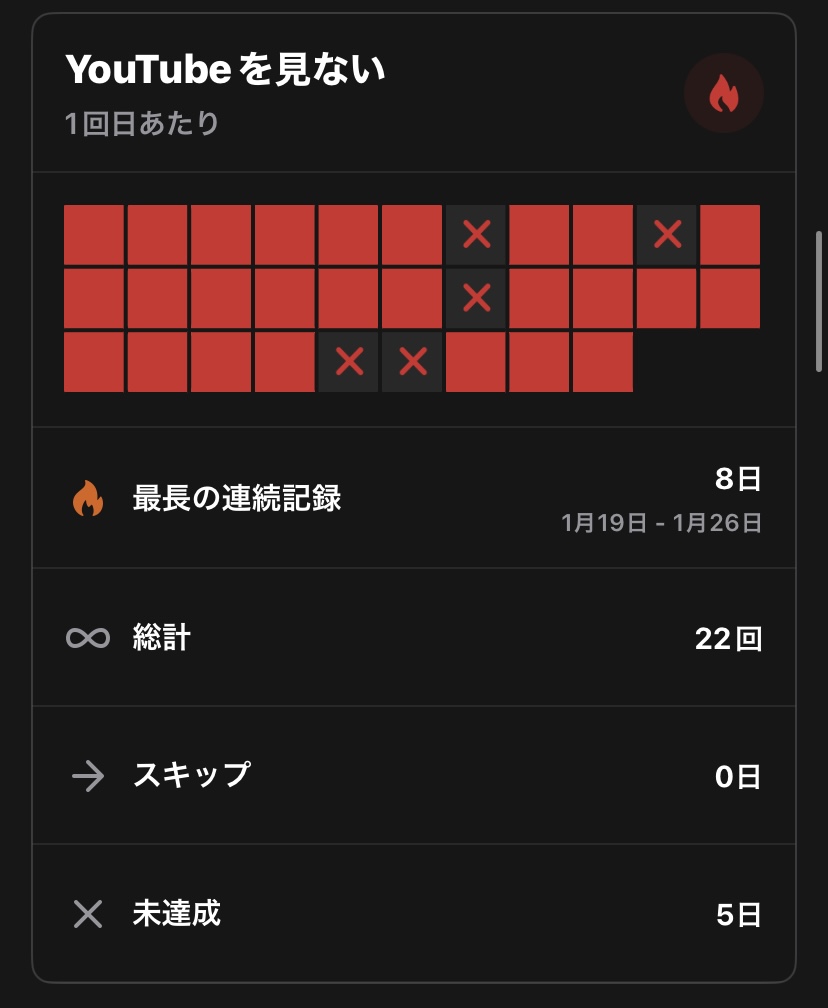 YouTubeを見ない
1回日あたり
最長の連続記録
8日
1月19日 - 1月26日
総計
22回
スキップ
0日
未達成
5日